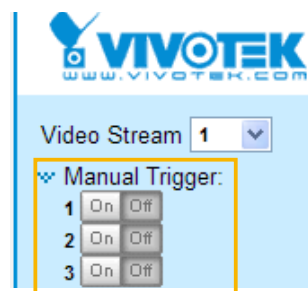 VIVOTEK
WWW.VIVOTEK.COM
Video Stream 1
Manual Trigger:
1 On Off
2 On Off
3 On Off